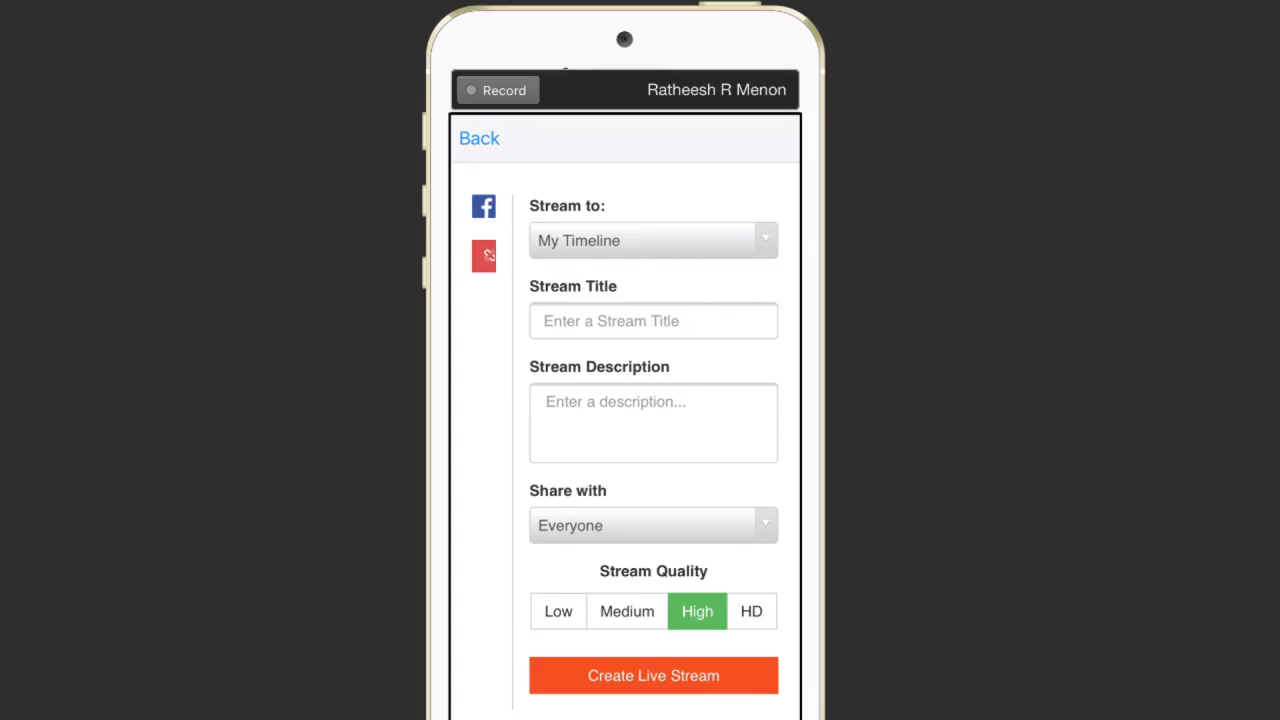 Record
Ratheesh R Menon
Back
Stream to:
My Timeline
Stream Title
Enter a Stream Title
Stream Description
Enter a description...
Share with
Everyone
Stream Quality
Low Medium High HD
Create Live Stream